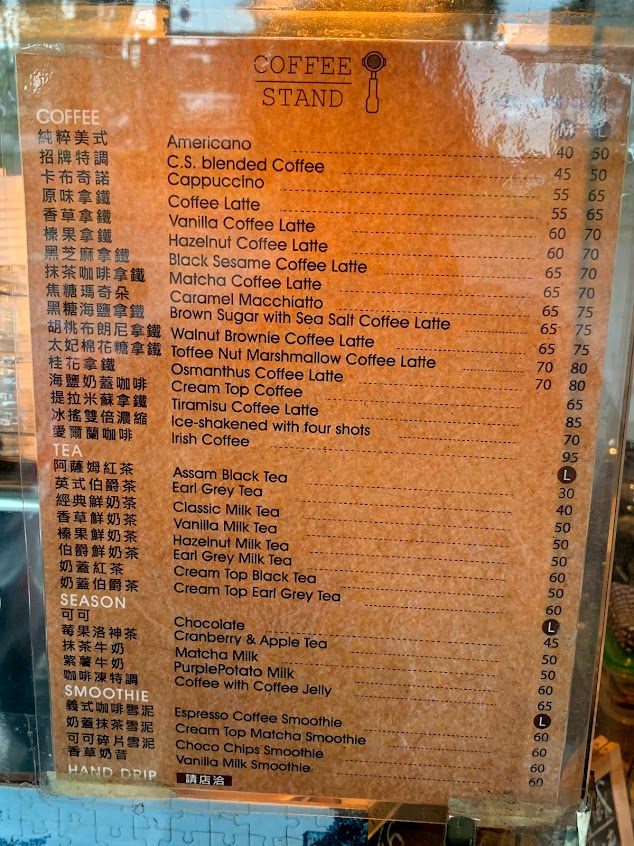 COFFEE STAND
COFFEE M L
純粹美式 Americano 40 50
招牌特調 C.S. blended Coffee 45 50
卡布奇諾 Cappuccino 55 65
原味拿鐵 Coffee Latte 55 65
香草拿鐵 Vanilla Coffee Latte 60 70
榛果拿鐵 Hazelnut Coffee Latte 60 70
黑芝麻拿鐵 Black Sesame Coffee Latte 65 70
抹茶咖啡拿鐵 Matcha Coffee Latte 65 70
焦糖瑪奇朵 Caramel Macchiatto 65 75
黑糖海鹽拿鐵 Brown Sugar with Sea Salt Coffee Latte 65 75
胡桃布朗尼拿鐵 Walnut Brownie Coffee Latte 65 75
太妃棉花糖拿鐵 Toffee Nut Marshmallow Coffee Latte 70 80
桂花拿鐵 Osmanthus Coffee Latte 70 80
海鹽奶蓋咖啡 Cream Top Coffee 65
提拉米蘇拿鐵 Tiramisu Coffee Latte 85
冰搖雙倍濃縮 Ice-shakened with four shots 70
愛爾蘭咖啡 Irish Coffee 95
TEA L
阿薩姆紅茶 Assam Black Tea 30
英式伯爵茶 Earl Grey Tea 40
經典鮮奶茶 Classic Milk Tea 50
香草鮮奶茶 Vanilla Milk Tea 50
榛果鮮奶茶 Hazelnut Milk Tea 50
伯爵鮮奶茶 Earl Grey Milk Tea 60
奶蓋紅茶 Cream Top Black Tea 50
奶蓋伯爵茶 Cream Top Earl Grey Tea 60
SEASON L
可可 Chocolate 45
莓果洛神茶 Cranberry & Apple Tea 50
抹茶牛奶 Matcha Milk 50
紫薯牛奶 PurplePotato Milk 60
咖啡凍特調 Coffee with Coffee Jelly 65
SMOOTHIE L
義式咖啡雪泥 Espresso Coffee Smoothie 60
奶蓋抹茶雪泥 Cream Top Matcha Smoothie 60
可可碎片雪泥 Choco Chips Smoothie 60
香草奶昔 Vanilla Milk Smoothie 60
HAND DRIP 請店洽